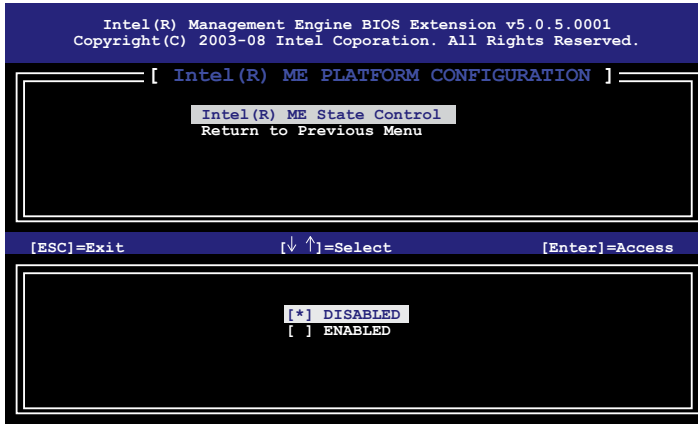 Intel(R) Management Engine BIOS Extension v5.0.5.0001
Copyright(C) 2003-08 Intel Coporation. All Rights Reserved.
[ Intel(R) ME PLATFORM CONFIGURATION ]
Intel(R) ME State Control
Return to Previous Menu
[ESC]=Exit [↓ ↑]=Select [Enter]=Access
[*] DISABLED
[ ] ENABLED